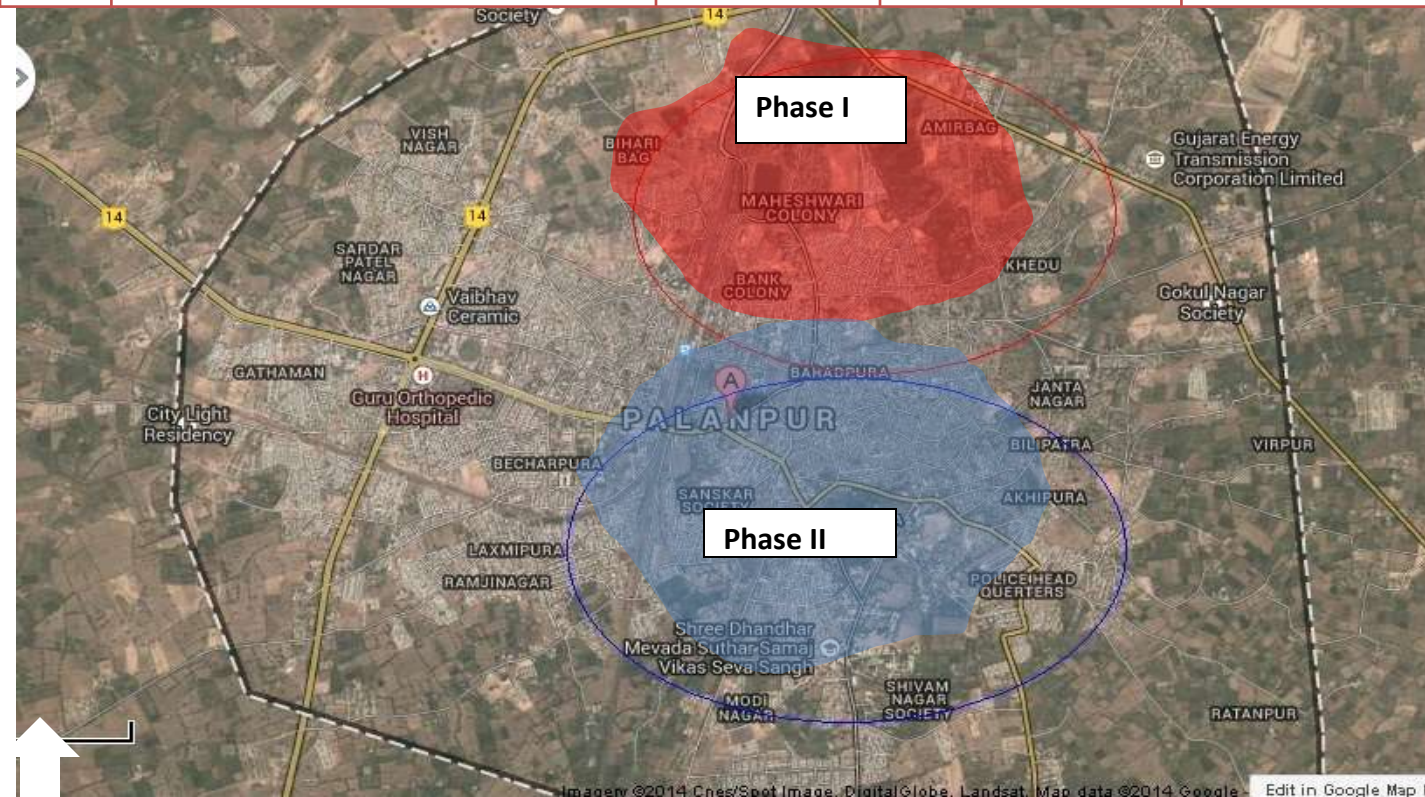 Society
14
Phase I
VISH
NAGAR
BIHARI
BAG
AMIRBAG
Gujarat Energy
Transmission
Corporation Limited
MAHESHWARI
COLONY
14
14
SARDAR
PATEL
NAGAR
KHEDU
BANK
COLONY
Vaibhav
Ceramic
Gokul Nagar
Society
GATHAMAN
H
Guru Orthopedic
Hospital
BAHADPURA
A
JANTA
NAGAR
City Light
Residency
PALANPUR
BILIPATRA
VIRPUR
BECHARPURA
SANSKAR
SOCIETY
AKHIPURA
Phase II
LAXMIPURA
RAMJINAGAR
POLICE HEAD
QUERTERS
Shree Dhandhar
Mevada Suthar Samaj
Vikas Seva Sangh
MODI
NAGAR
SHIVAM
NAGAR
SOCIETY
RATANPUR
Imagery ©2014 Cnes/Spot Image, DigitalGlobe, Landsat, Map data ©2014 Google -
Edit in Google Map